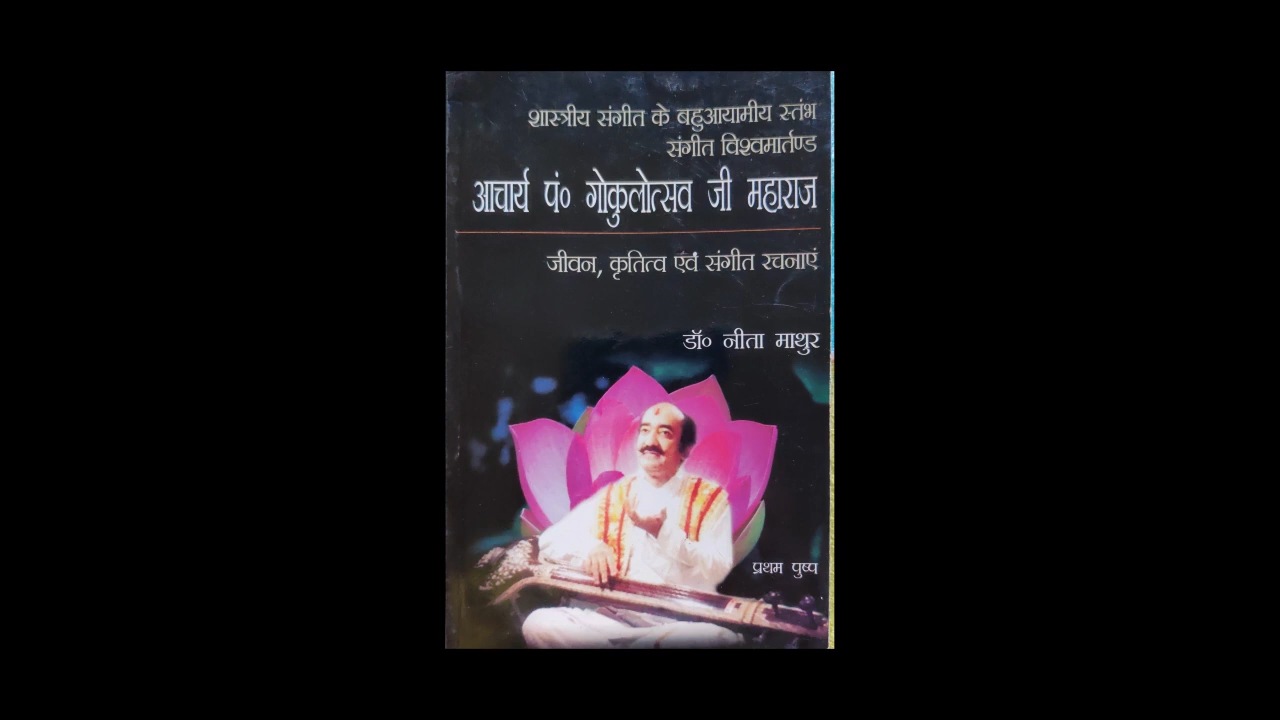 शास्त्रीय संगीत के बहुआयामीय स्तंभ
संगीत विश्वमार्तण्ड
आचार्य पं० गोकुलोत्सव जी महाराज
जीवन, कृतित्व एवं संगीत रचनाएं
डॉ० नीता माथुर
प्रथम पुष्प